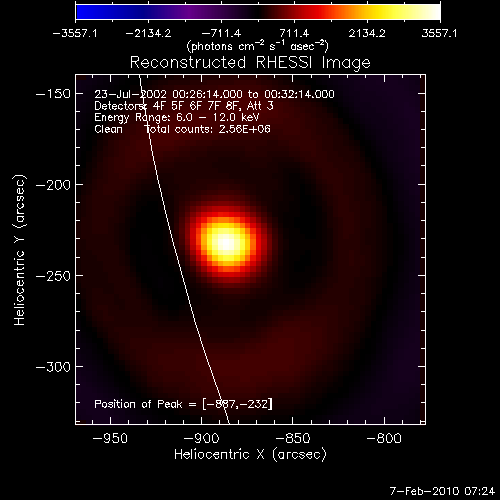 −3557.1 −2134.2 −711.4 711.4 2134.2 3557.1
(photons cm⁻² s⁻¹ asec⁻²)
Reconstructed RHESSI Image
23-Jul-2002 00:26:14.000 to 00:32:14.000
Detectors: 4F 5F 6F 7F 8F, Att 3
Energy Range: 6.0 − 12.0 keV
Clean Total counts: 2.56E+06
−150
−200
−250
−300
Heliocentric Y (arcsec)
Position of Peak = [−887,−232]
−950 −900 −850 −800
Heliocentric X (arcsec)
7-Feb-2010 07:24